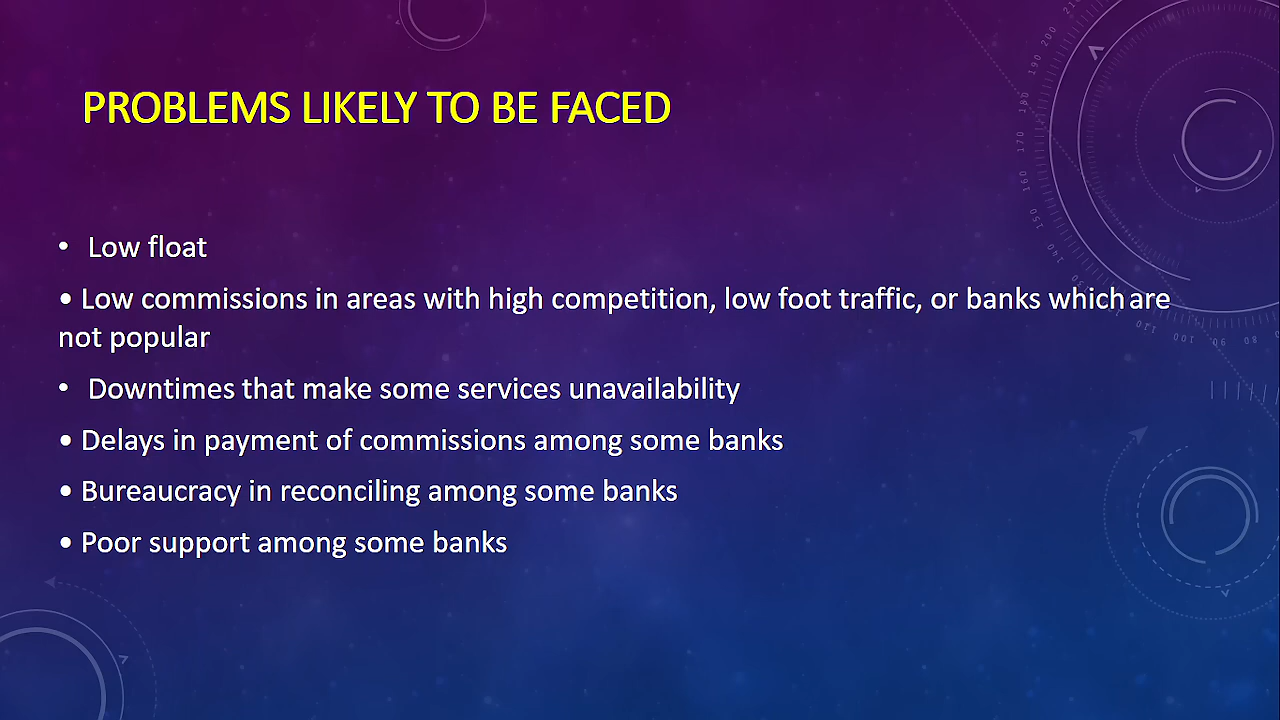 PROBLEMS LIKELY TO BE FACED
• Low float
• Low commissions in areas with high competition, low foot traffic, or banks which are
not popular
• Downtimes that make some services unavailability
• Delays in payment of commissions among some banks
• Bureaucracy in reconciling among some banks
• Poor support among some banks